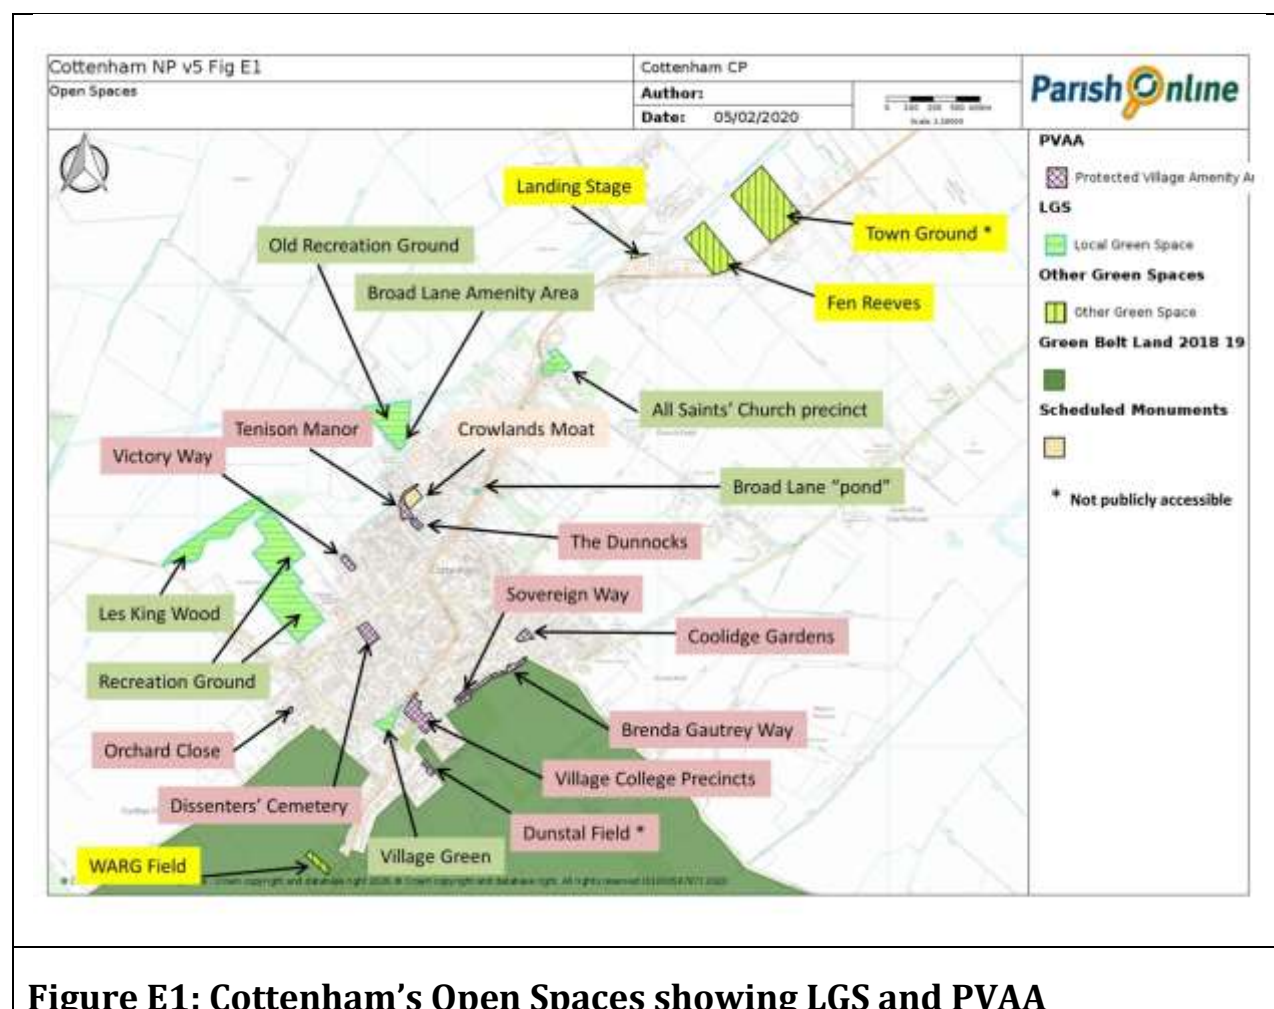 Cottenham NP v5 Fig E1
Cottenham CP
Open Spaces
Author:
Date: 05/02/2020
Parish Online
PVAA
Protected Village Amenity Ar
LGS
Local Green Space
Other Green Spaces
Other Green Space
Green Belt Land 2018 19
Scheduled Monuments
* Not publicly accessible
Landing Stage
Town Ground *
Old Recreation Ground
Broad Lane Amenity Area
Fen Reeves
All Saints' Church precinct
Tenison Manor
Crowlands Moat
Victory Way
Broad Lane "pond"
The Dunnocks
Sovereign Way
Les King Wood
Coolidge Gardens
Recreation Ground
Brenda Gautrey Way
Orchard Close
Village College Precincts
Dissenters' Cemetery
Dunstal Field *
Village Green
WARG Field
Figure E1: Cottenham's Open Spaces showing LGS and PVAA